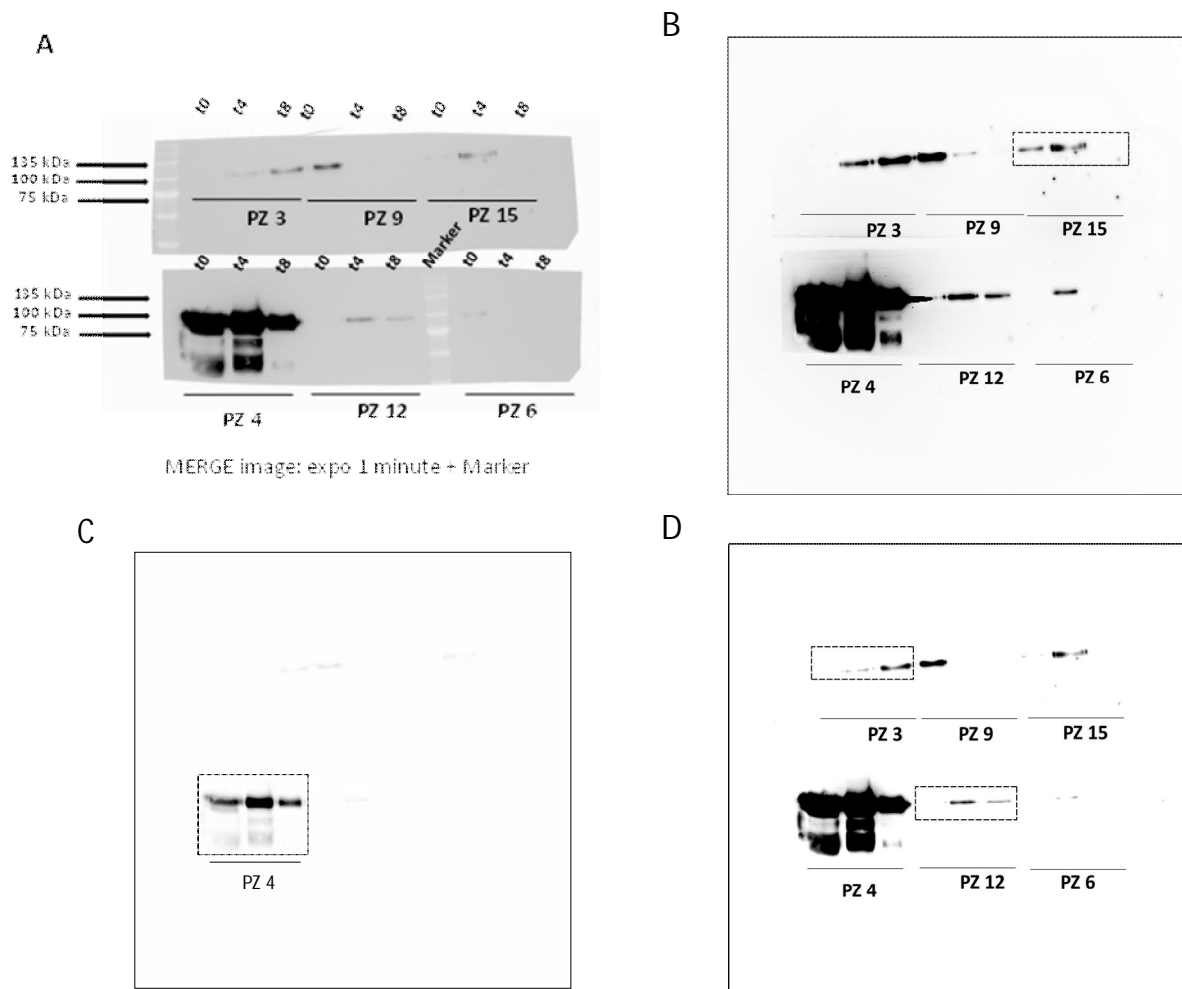 A
t0 t4 t8 t0 t4 t8 t0 t4 t8
135 kDa
100 kDa
75 kDa
PZ 3 PZ 9 PZ 15
t0 t4 t8 t0 t4 t8 Marker t0 t4 t8
135 kDa
100 kDa
75 kDa
PZ 4 PZ 12 PZ 6
MERGE image: expo 1 minute + Marker
B
PZ 3 PZ 9 PZ 15
PZ 4 PZ 12 PZ 6
C
PZ 4
D
PZ 3 PZ 9 PZ 15
PZ 4 PZ 12 PZ 6